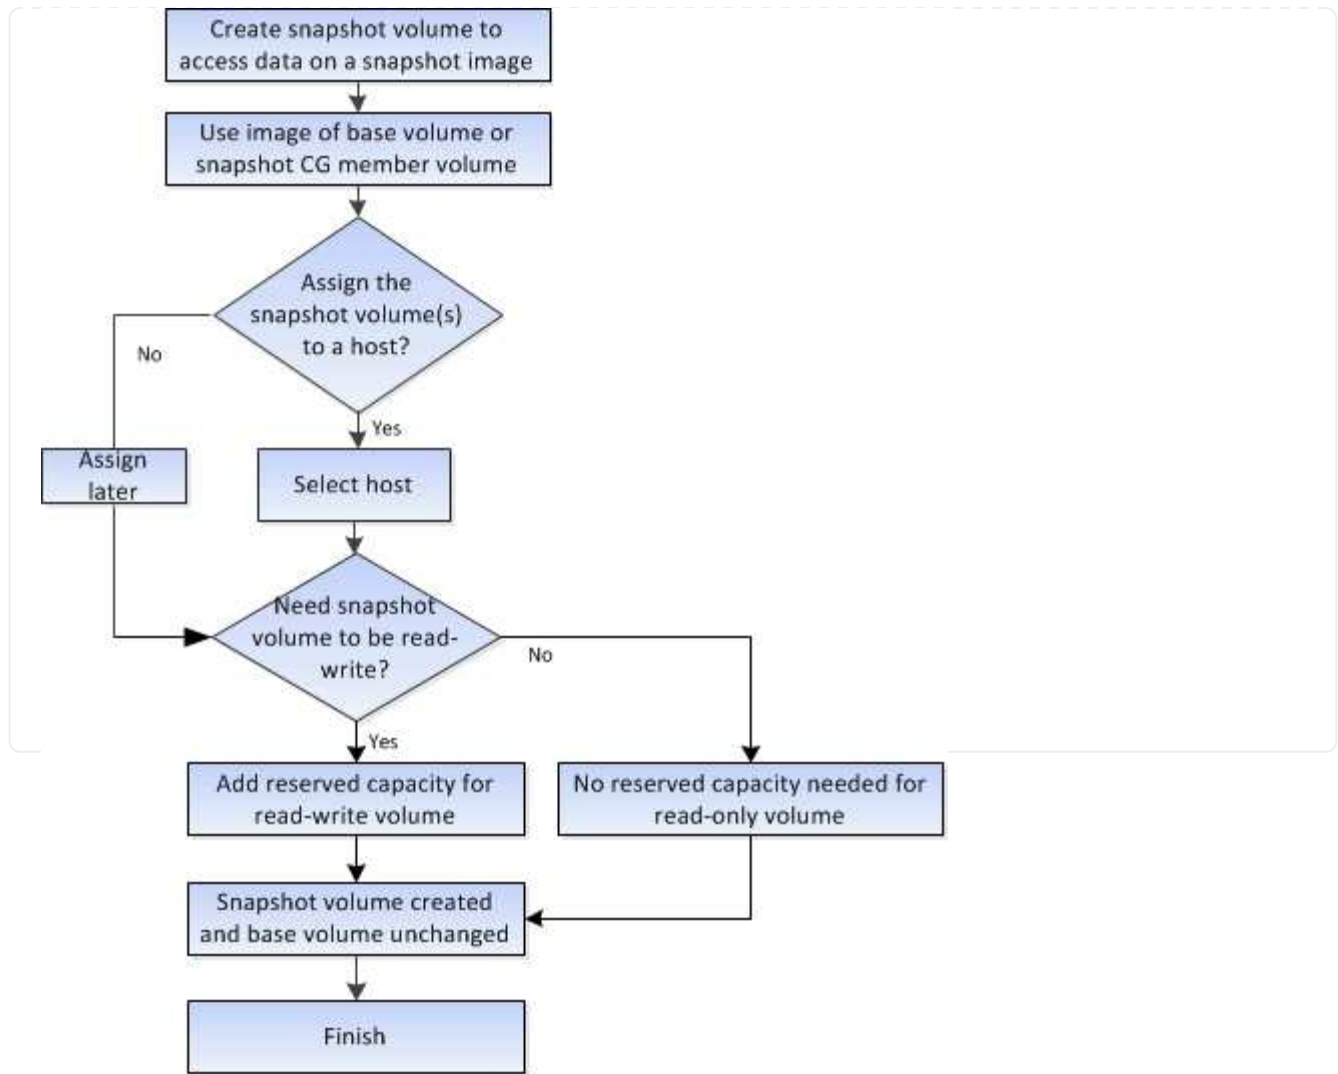 Create snapshot volume to
access data on a snapshot image
Use image of base volume or
snapshot CG member volume
Assign the
snapshot volume(s)
to a host?
No
Yes
Assign
later
Select host
Need snapshot
volume to be read-
write?
No
Yes
Add reserved capacity for
read-write volume
No reserved capacity needed for
read-only volume
Snapshot volume created
and base volume unchanged
Finish